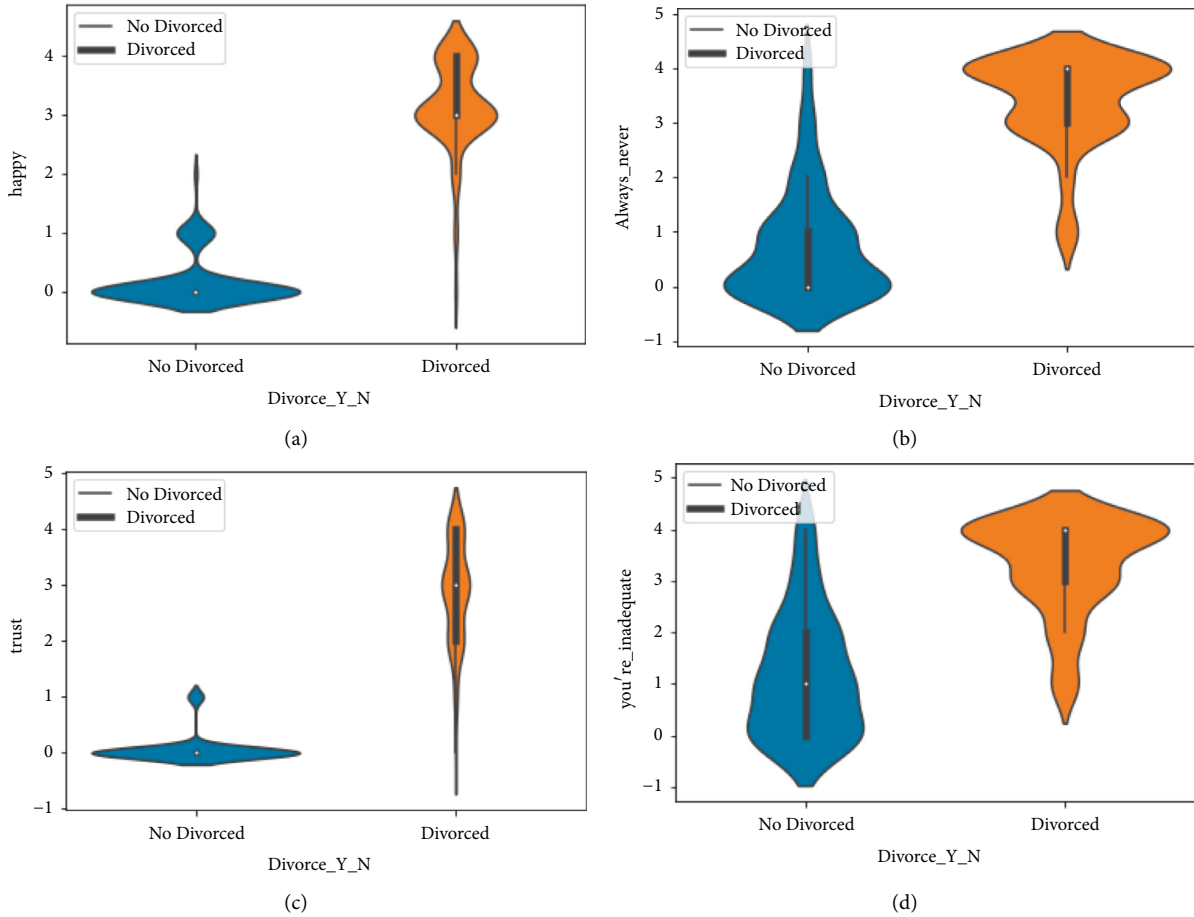 No Divorced
Divorced
4
3
2
1
0
happy
No Divorced
Divorced
Divorce_Y_N
(a)
No Divorced
Divorced
5
4
3
2
1
0
−1
Always_never
No Divorced
Divorced
Divorce_Y_N
(b)
No Divorced
Divorced
5
4
3
2
1
0
−1
trust
No Divorced
Divorced
Divorce_Y_N
(c)
No Divorced
Divorced
5
4
3
2
1
0
−1
you're_inadequate
No Divorced
Divorced
Divorce_Y_N
(d)